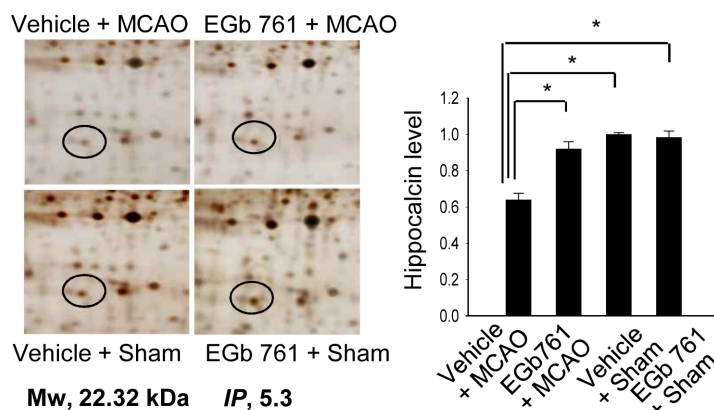 Vehicle + MCAO EGb 761 + MCAO
Vehicle + Sham EGb 761 + Sham
Mw, 22.32 kDa IP, 5.3
*
*
*
Hippocalcin level
1.2
1.0
0.8
0.6
0.4
0.2
0.0
Vehicle
+ MCAO
EGb761
+ MCAO
Vehicle
+ Sham
EGb 761
+ Sham